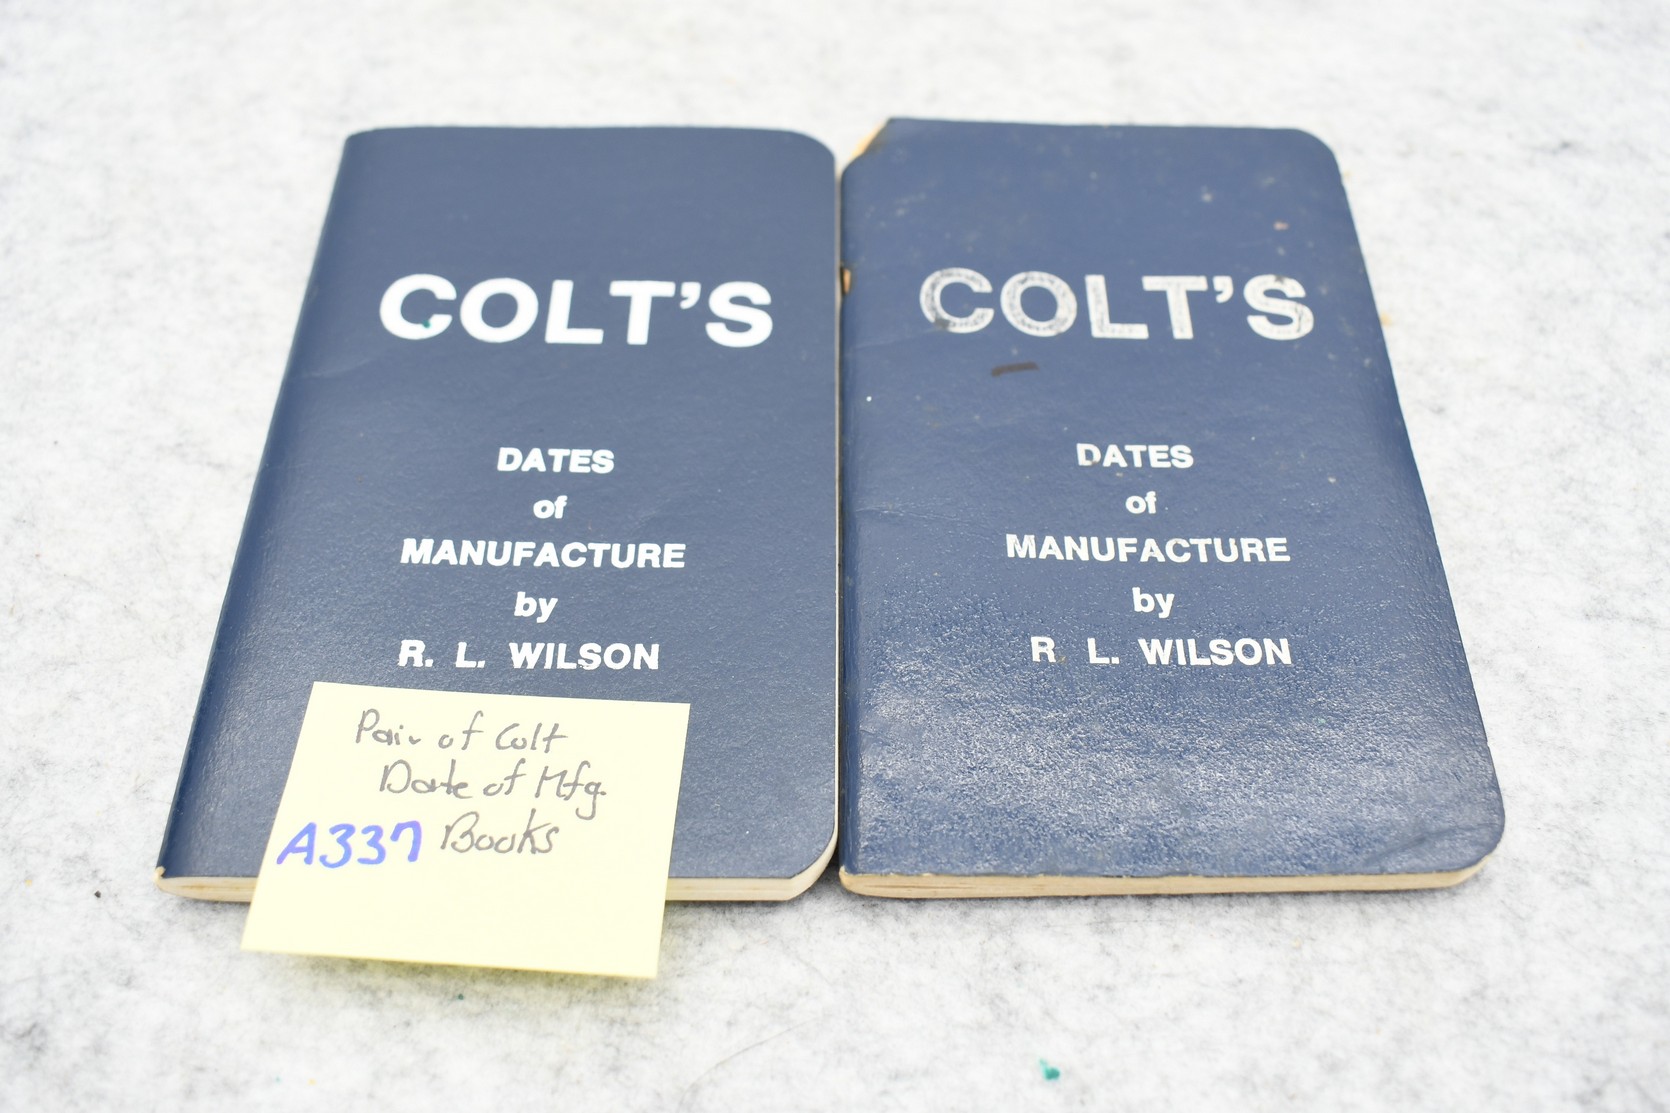 COLT'S
DATES
of
MANUFACTURE
by
R. L. WILSON
Pair of Colt
Date of Mfg.
A337 Books
COLT'S
DATES
of
MANUFACTURE
by
R. L. WILSON